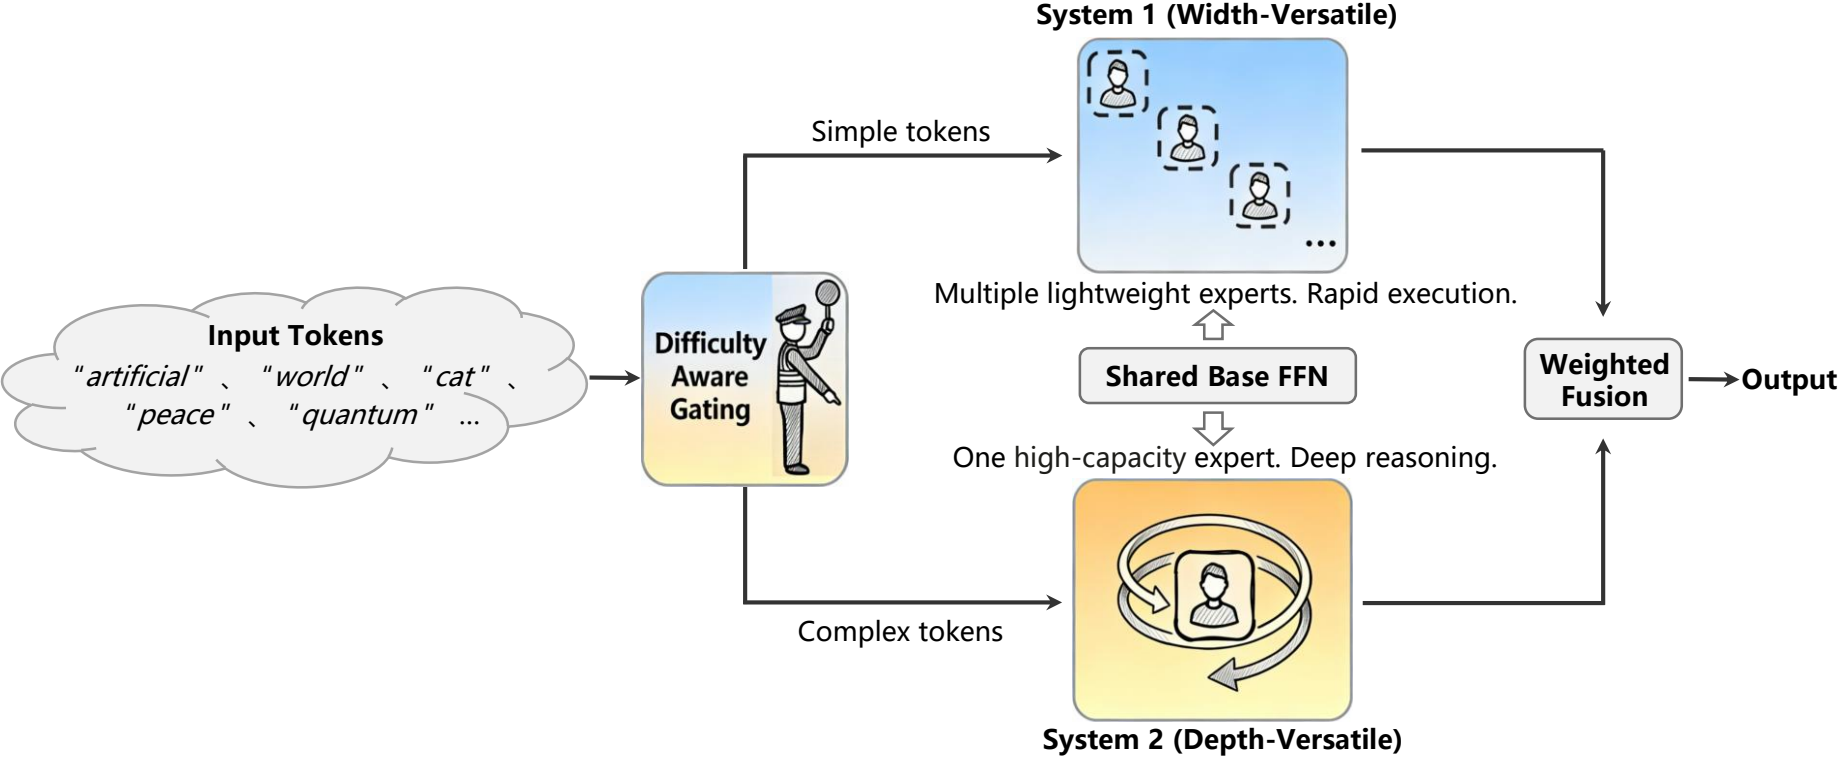 System 1 (Width-Versatile)
Simple tokens
Multiple lightweight experts. Rapid execution.
Input Tokens
"artificial" 、 "world" 、 "cat" 、
"peace" 、 "quantum" ...
Difficulty
Aware
Gating
Shared Base FFN
Weighted
Fusion
Output
One high-capacity expert. Deep reasoning.
Complex tokens
System 2 (Depth-Versatile)